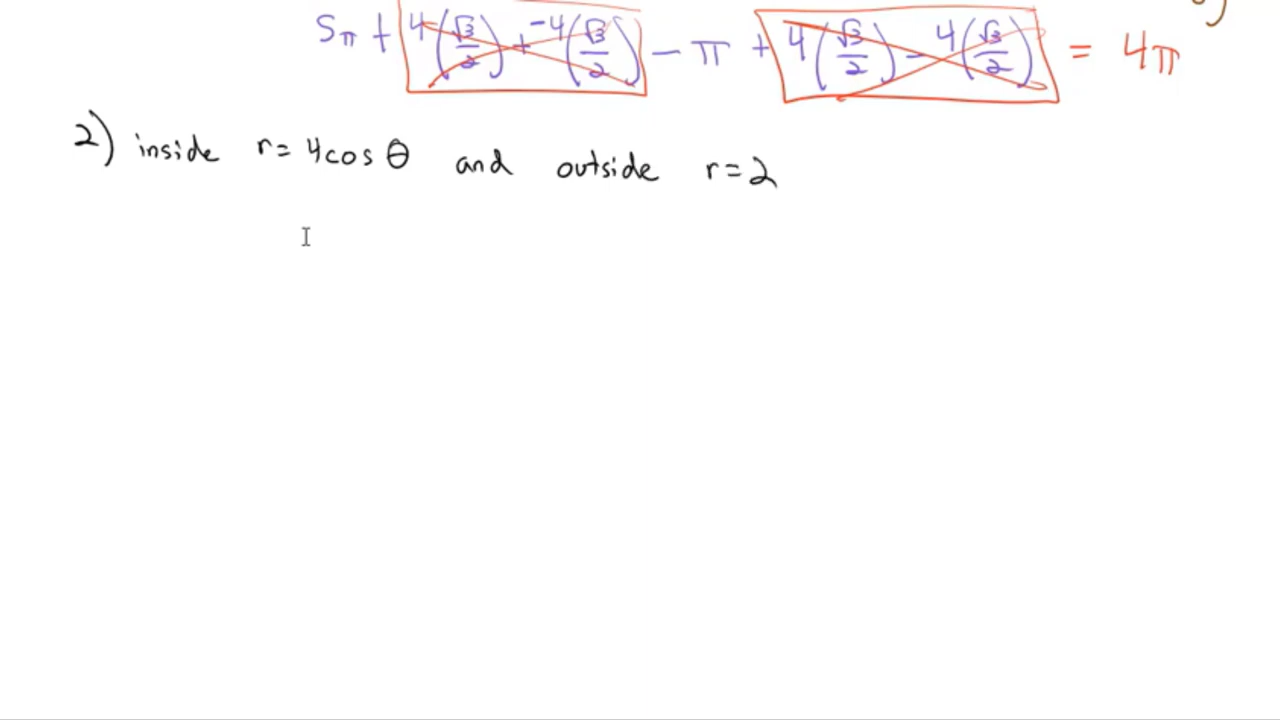 5π + 4(√3/2) + -4(√3/2) - π + 4(√3/2) - 4(√3/2) = 4π
2) inside r = 4cos θ and outside r = 2